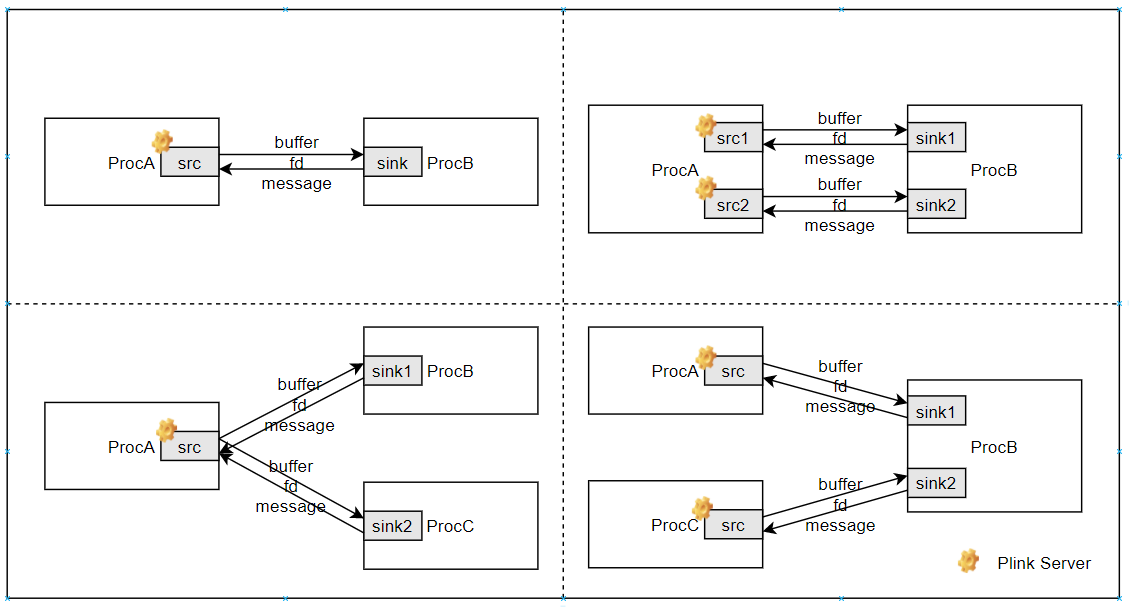 buffer
ProcA
src
fd
sink
ProcB
message
buffer
src1
fd
sink1
message
ProcA
ProcB
buffer
src2
fd
sink2
message
sink1
ProcB
buffer
fd
message
ProcA
src
buffer
fd
message
sink2
ProcC
ProcA
src
buffer
fd
message
sink1
ProcB
buffer
sink2
fd
message
ProcC
src
Plink Server